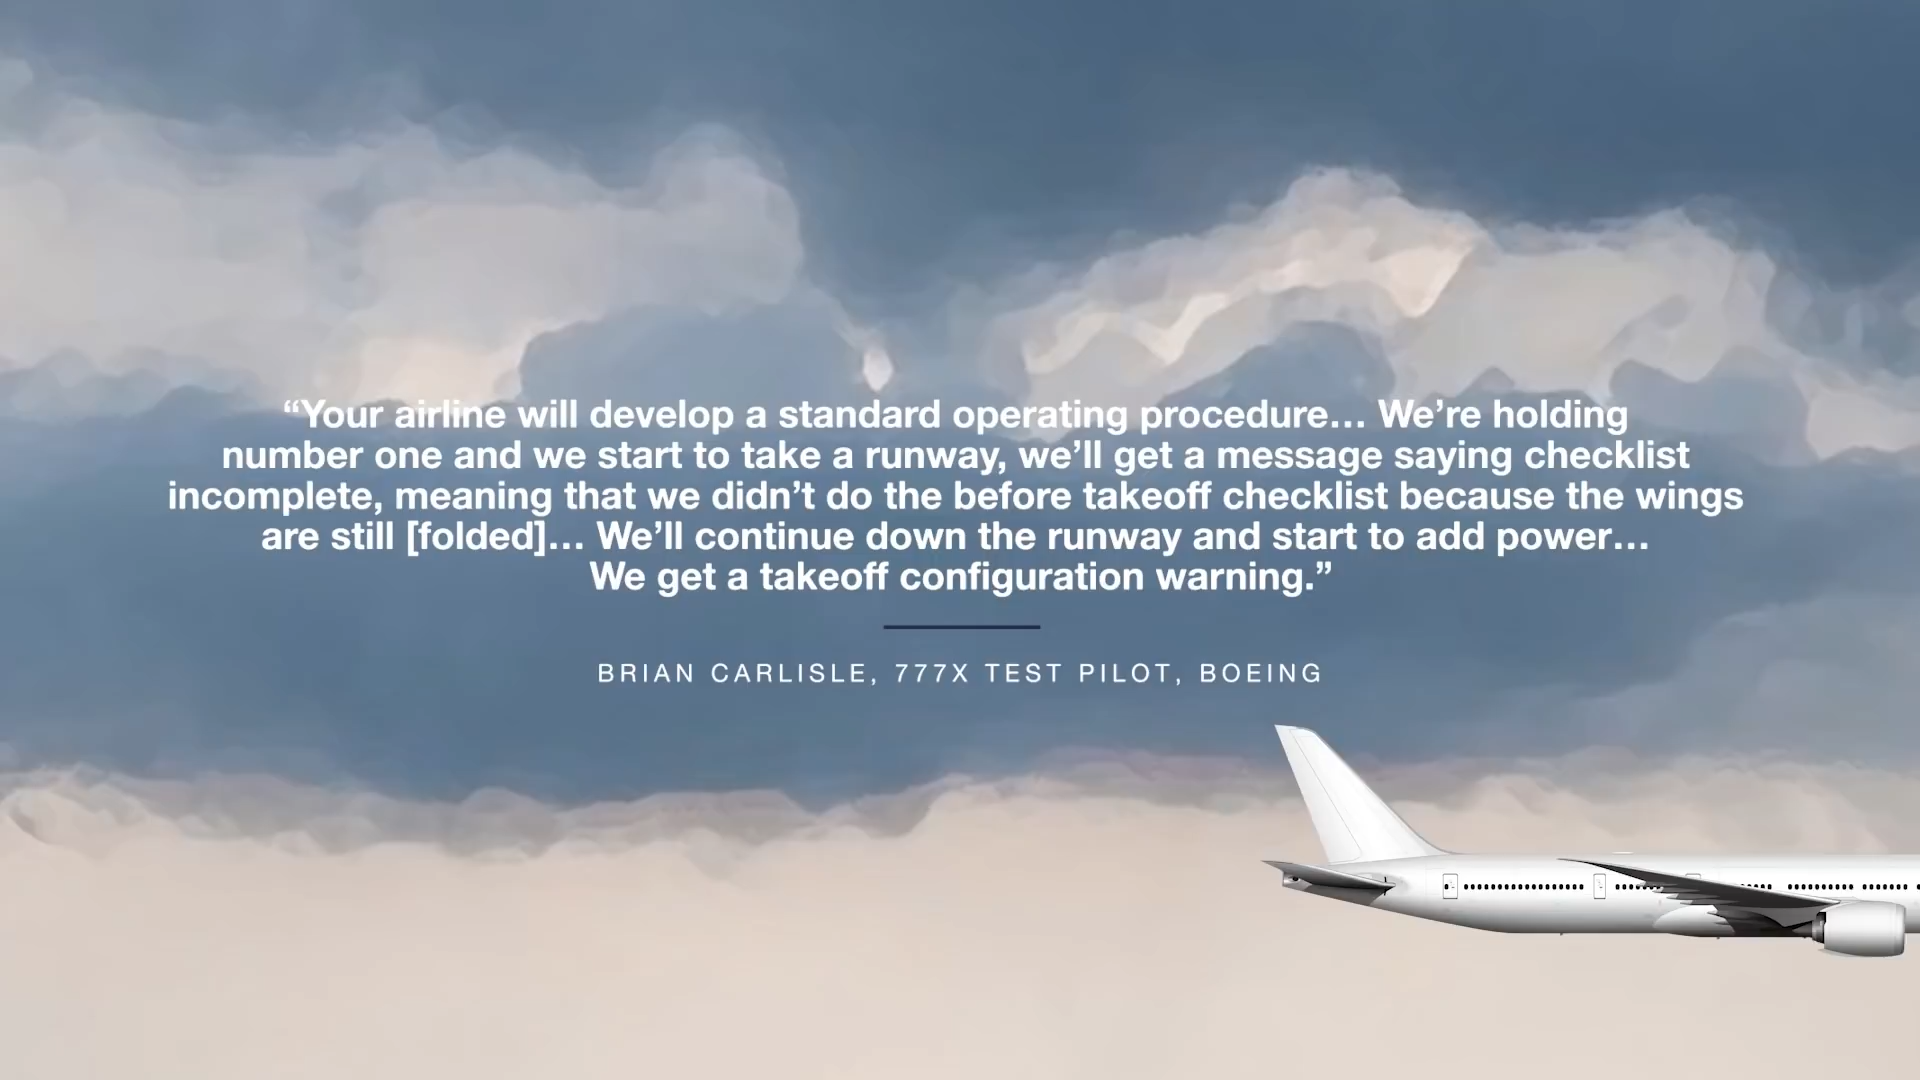 “Your airline will develop a standard operating procedure… We’re holding
number one and we start to take a runway, we’ll get a message saying checklist
incomplete, meaning that we didn’t do the before takeoff checklist because the wings
are still [folded]… We’ll continue down the runway and start to add power…
We get a takeoff configuration warning.”
BRIAN CARLISLE, 777X TEST PILOT, BOEING